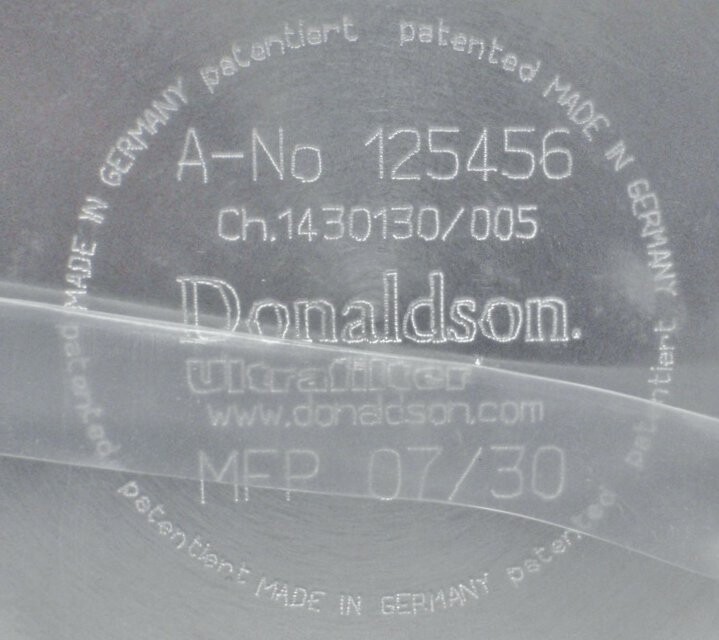 patentiert patented MADE IN GERMANY patentiert patented MADE IN GERMANY patentiert patented MADE IN GERMANY
A-No 125456
Ch.1430130/005
Donaldson.
Ultrafilter
www.donaldson.com
MFP 07/30